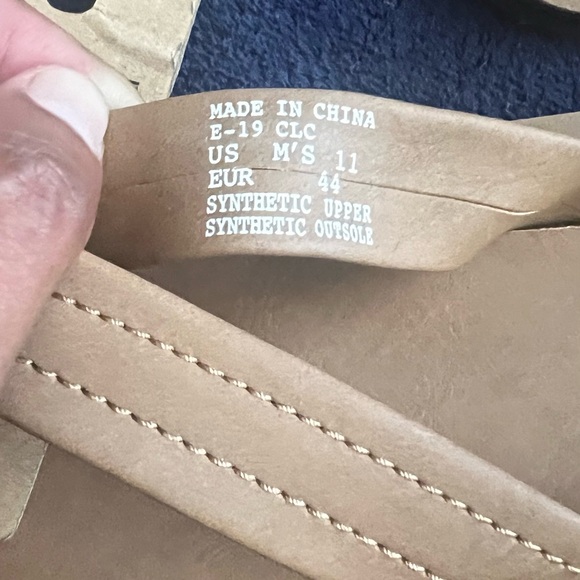 MADE IN CHINA
E-19 CLC
US M'S 11
EUR 44
SYNTHETIC UPPER
SYNTHETIC OUTSOLE